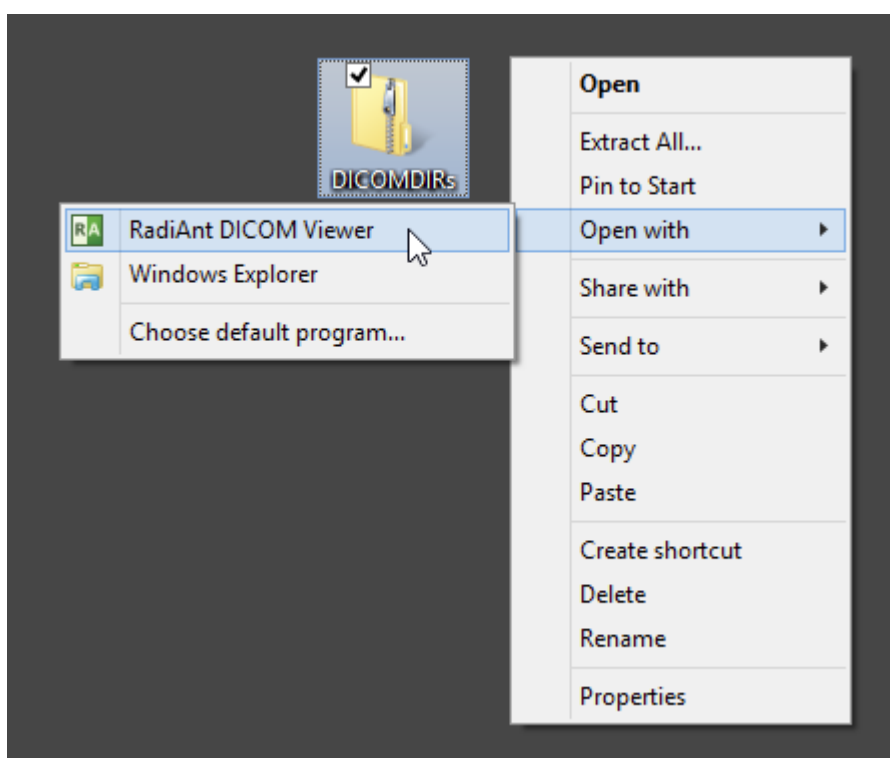 DICOMDIRs
RA RadiAnt DICOM Viewer
Windows Explorer
Choose default program...
Open
Extract All...
Pin to Start
Open with
Share with
Send to
Cut
Copy
Paste
Create shortcut
Delete
Rename
Properties